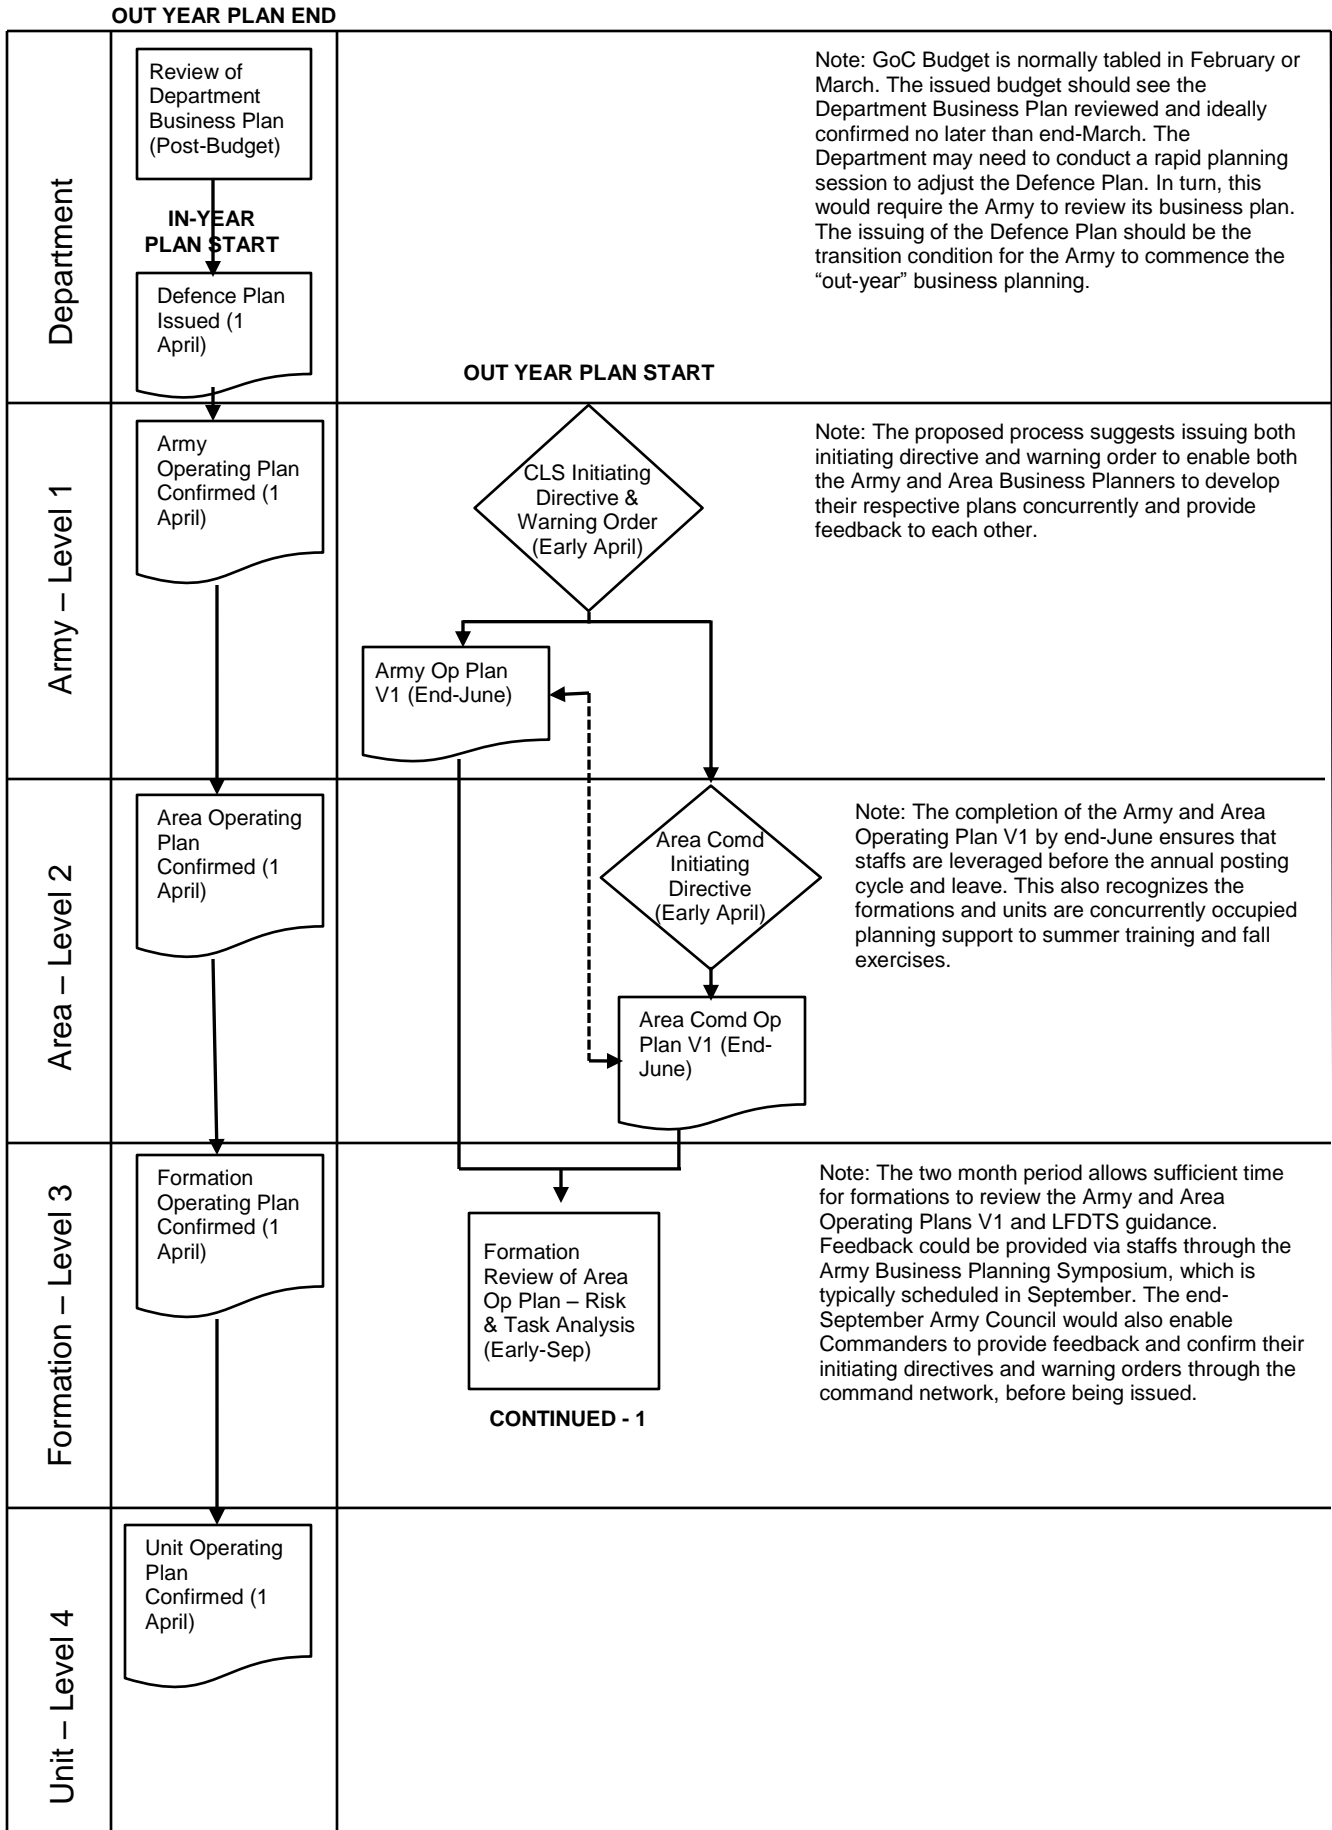 OUT YEAR PLAN END
Department
Review of
Department
Business Plan
(Post-Budget)
IN-YEAR
PLAN START
Defence Plan
Issued (1
April)
Note: GoC Budget is normally tabled in February or
March. The issued budget should see the
Department Business Plan reviewed and ideally
confirmed no later than end-March. The
Department may need to conduct a rapid planning
session to adjust the Defence Plan. In turn, this
would require the Army to review its business plan.
The issuing of the Defence Plan should be the
transition condition for the Army to commence the
“out-year” business planning.
OUT YEAR PLAN START
Army – Level 1
Army
Operating Plan
Confirmed (1
April)
CLS Initiating
Directive &
Warning Order
(Early April)
Army Op Plan
V1 (End-June)
Note: The proposed process suggests issuing both
initiating directive and warning order to enable both
the Army and Area Business Planners to develop
their respective plans concurrently and provide
feedback to each other.
Area – Level 2
Area Operating
Plan
Confirmed (1
April)
Area Comd
Initiating
Directive
(Early April)
Area Comd Op
Plan V1 (End-
June)
Note: The completion of the Army and Area
Operating Plan V1 by end-June ensures that
staffs are leveraged before the annual posting
cycle and leave. This also recognizes the
formations and units are concurrently occupied
planning support to summer training and fall
exercises.
Formation – Level 3
Formation
Operating Plan
Confirmed (1
April)
Formation
Review of Area
Op Plan – Risk
& Task Analysis
(Early-Sep)
CONTINUED - 1
Note: The two month period allows sufficient time
for formations to review the Army and Area
Operating Plans V1 and LFDTS guidance.
Feedback could be provided via staffs through the
Army Business Planning Symposium, which is
typically scheduled in September. The end-
September Army Council would also enable
Commanders to provide feedback and confirm their
initiating directives and warning orders through the
command network, before being issued.
Unit – Level 4
Unit Operating
Plan
Confirmed (1
April)